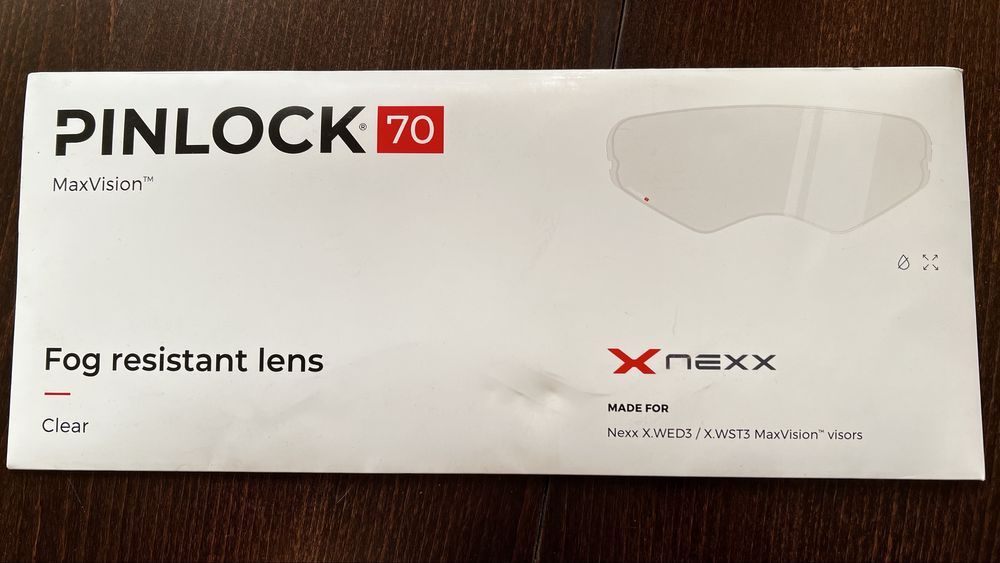 PINLOCK® 70
MaxVision™
Fog resistant lens
Clear
X nexx
MADE FOR
Nexx X.WED3 / X.WST3 MaxVision™ visors